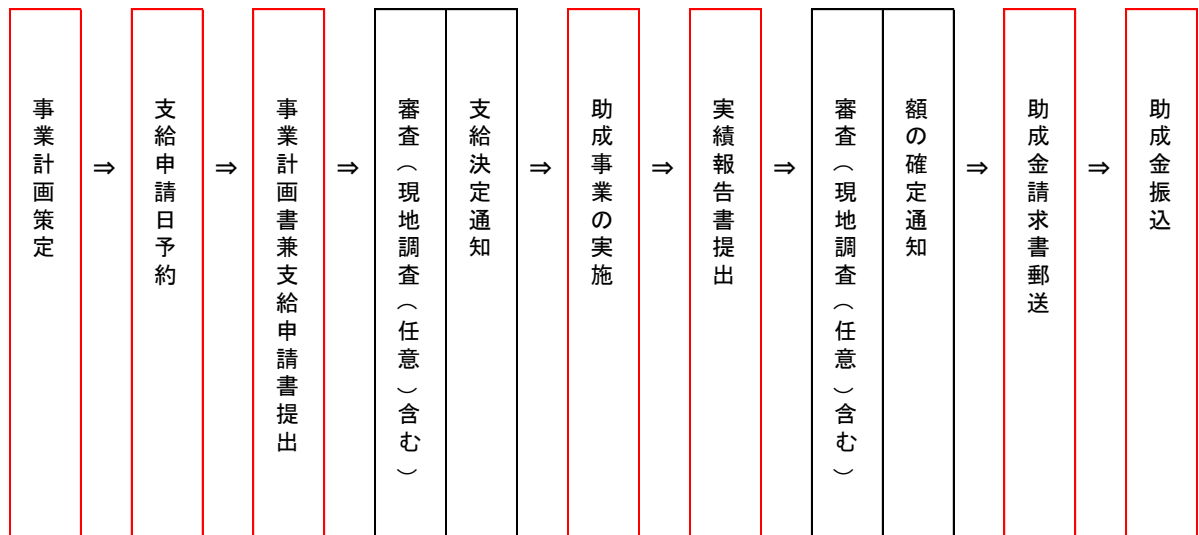 事業計画策定
⇒
支給申請日予約
⇒
事業計画書兼支給申請書提出
⇒
審査（現地調査（任意）含む）
支給決定通知
⇒
助成事業の実施
⇒
実績報告書提出
⇒
審査（現地調査（任意）含む）
額の確定通知
⇒
助成金請求書郵送
⇒
助成金振込